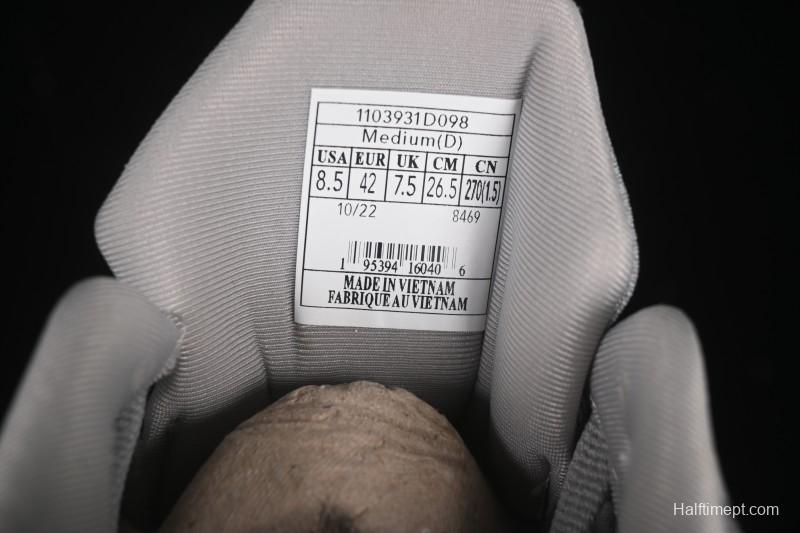 1103931D098
Medium(D)
USA EUR UK CM CN
8.5 42 7.5 26.5 270(1.5)
10/22 8469
1 95394 16040 6
MADE IN VIETNAM
FABRIQUE AU VIETNAM
Halftimept.com